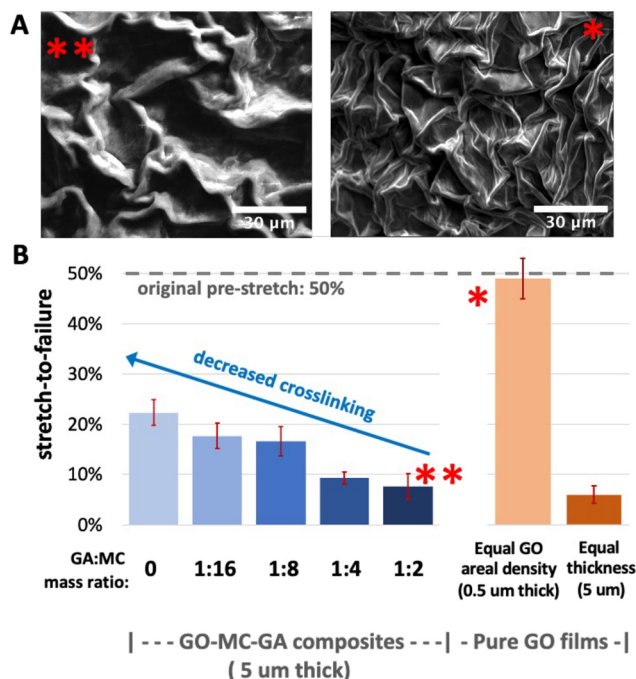 A
**
*
30 μm
30 μm
B
50%
original pre-stretch: 50%
*
40%
decreased crosslinking
30%
20%
10%
**
0%
stretch-to-failure
GA:MC
mass ratio:
0
1:16
1:8
1:4
1:2
Equal GO
areal density
(0.5 um thick)
Equal
thickness
(5 um)
| - - - GO-MC-GA composites - - - |
( 5 um thick)
- Pure GO films - |